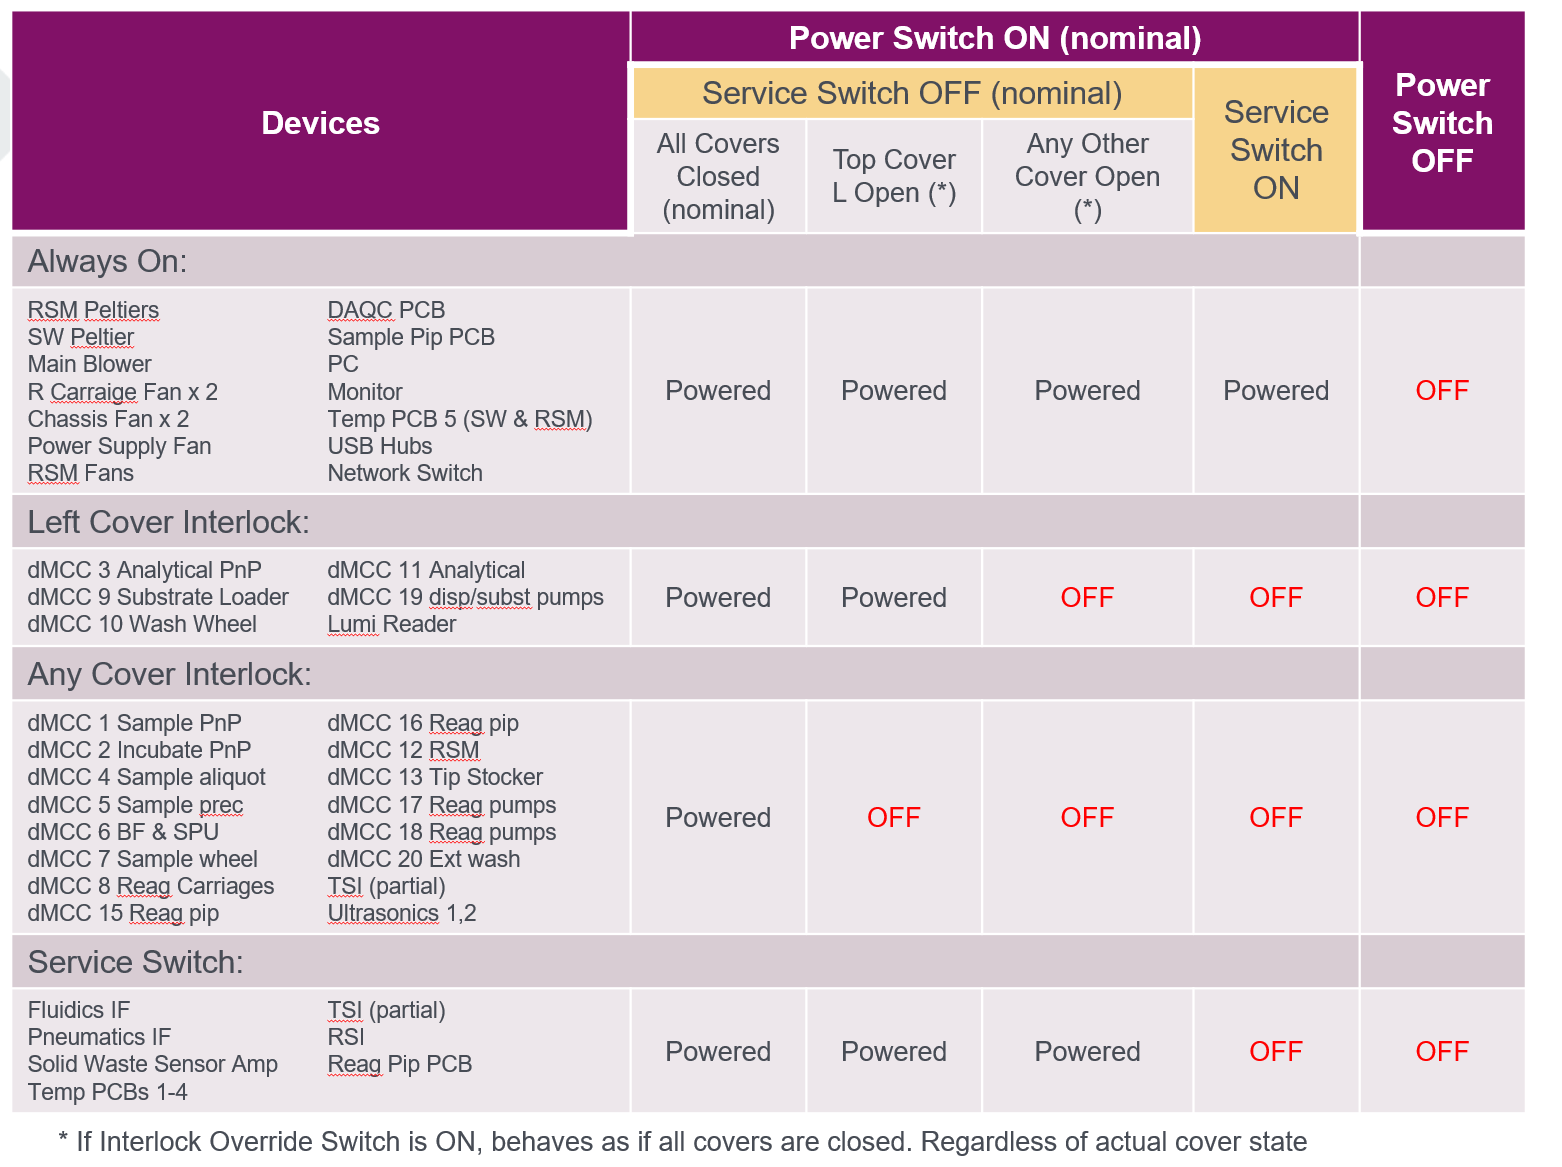 Devices
Power Switch ON (nominal)
Power
Switch
OFF
Service Switch OFF (nominal)
Service
Switch
ON
All Covers
Closed
(nominal)
Top Cover
L Open (*)
Any Other
Cover Open
(*)
Always On:
RSM Peltiers
SW Peltier
Main Blower
R Carraige Fan x 2
Chassis Fan x 2
Power Supply Fan
RSM Fans
DAQC PCB
Sample Pip PCB
PC
Monitor
Temp PCB 5 (SW & RSM)
USB Hubs
Network Switch
Powered
Powered
Powered
Powered
OFF
Left Cover Interlock:
dMCC 3 Analytical PnP
dMCC 9 Substrate Loader
dMCC 10 Wash Wheel
dMCC 11 Analytical
dMCC 19 disp/subst pumps
Lumi Reader
Powered
Powered
OFF
OFF
OFF
Any Cover Interlock:
dMCC 1 Sample PnP
dMCC 2 Incubate PnP
dMCC 4 Sample aliquot
dMCC 5 Sample prec
dMCC 6 BF & SPU
dMCC 7 Sample wheel
dMCC 8 Reag Carriages
dMCC 15 Reag pip
dMCC 16 Reag pip
dMCC 12 RSM
dMCC 13 Tip Stocker
dMCC 17 Reag pumps
dMCC 18 Reag pumps
dMCC 20 Ext wash
TSI (partial)
Ultrasonics 1,2
Powered
OFF
OFF
OFF
OFF
Service Switch:
Fluidics IF
Pneumatics IF
Solid Waste Sensor Amp
Temp PCBs 1-4
TSI (partial)
RSI
Reag Pip PCB
Powered
Powered
Powered
OFF
OFF
* If Interlock Override Switch is ON, behaves as if all covers are closed. Regardless of actual cover state